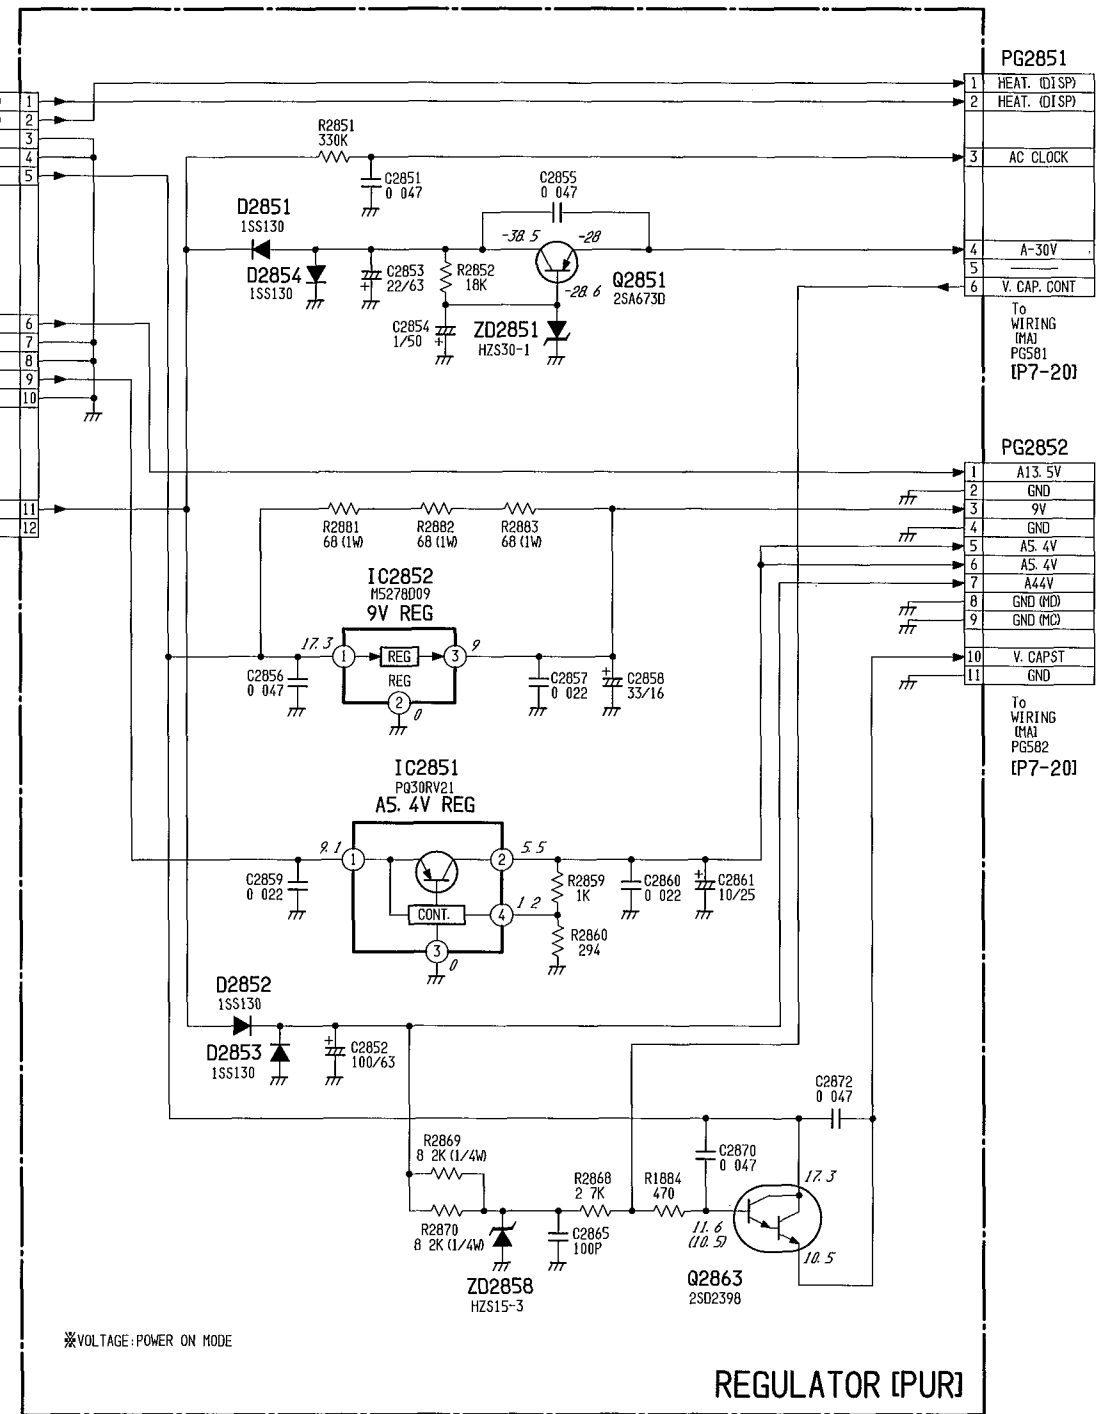 PG2851
1 HEAT. (DISP)
2 HEAT. (DISP)
3 AC CLOCK
4 A-30V
5
6 V. CAP. CONT
To
WIRING
[MA]
PG581
[P7-20]
1
2
3
4
5
6
7
8
9
10
11
12
R2851
330K
C2851
0 047
C2855
0 047
D2851
1SS130
D2854
1SS130
C2853
22/63
R2852
18K
-38. 5
-28
-28. 6
Q2851
2SA673D
C2854
1/50
ZD2851
HZS30-1
PG2852
1 A13. 5V
2 GND
3 9V
4 GND
5 A5. 4V
6 A5. 4V
7 A44V
8 GND (MD)
9 GND (MC)
10 V. CAPST
11 GND
To
WIRING
[MA]
PG582
[P7-20]
R2881
68 (1W)
R2882
68 (1W)
R2883
68 (1W)
IC2852
M5278D09
9V REG
17. 3
1
REG
3
9
REG
2
0
C2856
0 047
C2857
0 022
C2858
33/16
IC2851
PQ30RV21
A5. 4V REG
9. 1
1
2
5. 5
CONT.
4
1 2
3
0
C2859
0 022
R2859
1K
C2860
0 022
C2861
10/25
R2860
294
D2852
1SS130
D2853
1SS130
C2852
100/63
C2872
0 047
R2869
8 2K (1/4W)
R2870
8 2K (1/4W)
C2870
0 047
R2868
2 7K
R1884
470
C2865
100P
17. 3
11. 6
(10. 5)
10. 5
ZD2858
HZS15-3
Q2863
2SD2398
※VOLTAGE:POWER ON MODE
REGULATOR [PUR]